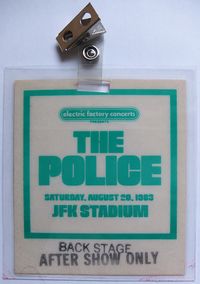 electric factory concerts
PRESENTS
THE
POLICE
SATURDAY, AUGUST 20, 1983
JFK STADIUM
BACK STAGE
AFTER SHOW ONLY